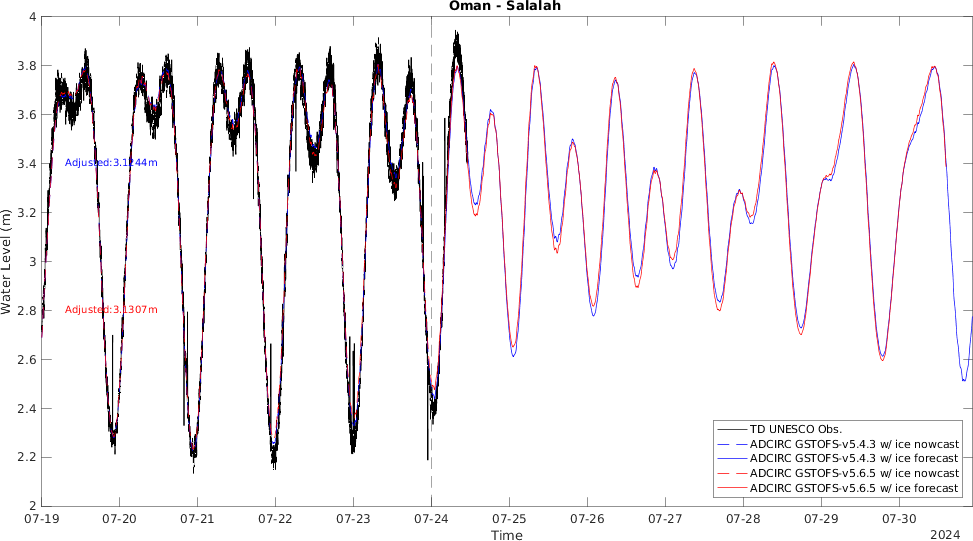 Oman - Salalah
4
3.8
3.6
3.4
3.2
3
2.8
2.6
2.4
2.2
2
Water Level (m)
Adjusted:3.1244m
Adjusted:3.1307m
TD UNESCO Obs.
ADCIRC GSTOFS-v5.4.3 w/ ice nowcast
ADCIRC GSTOFS-v5.4.3 w/ ice forecast
ADCIRC GSTOFS-v5.6.5 w/ ice nowcast
ADCIRC GSTOFS-v5.6.5 w/ ice forecast
07-19 07-20 07-21 07-22 07-23 07-24 07-25 07-26 07-27 07-28 07-29 07-30
Time
2024